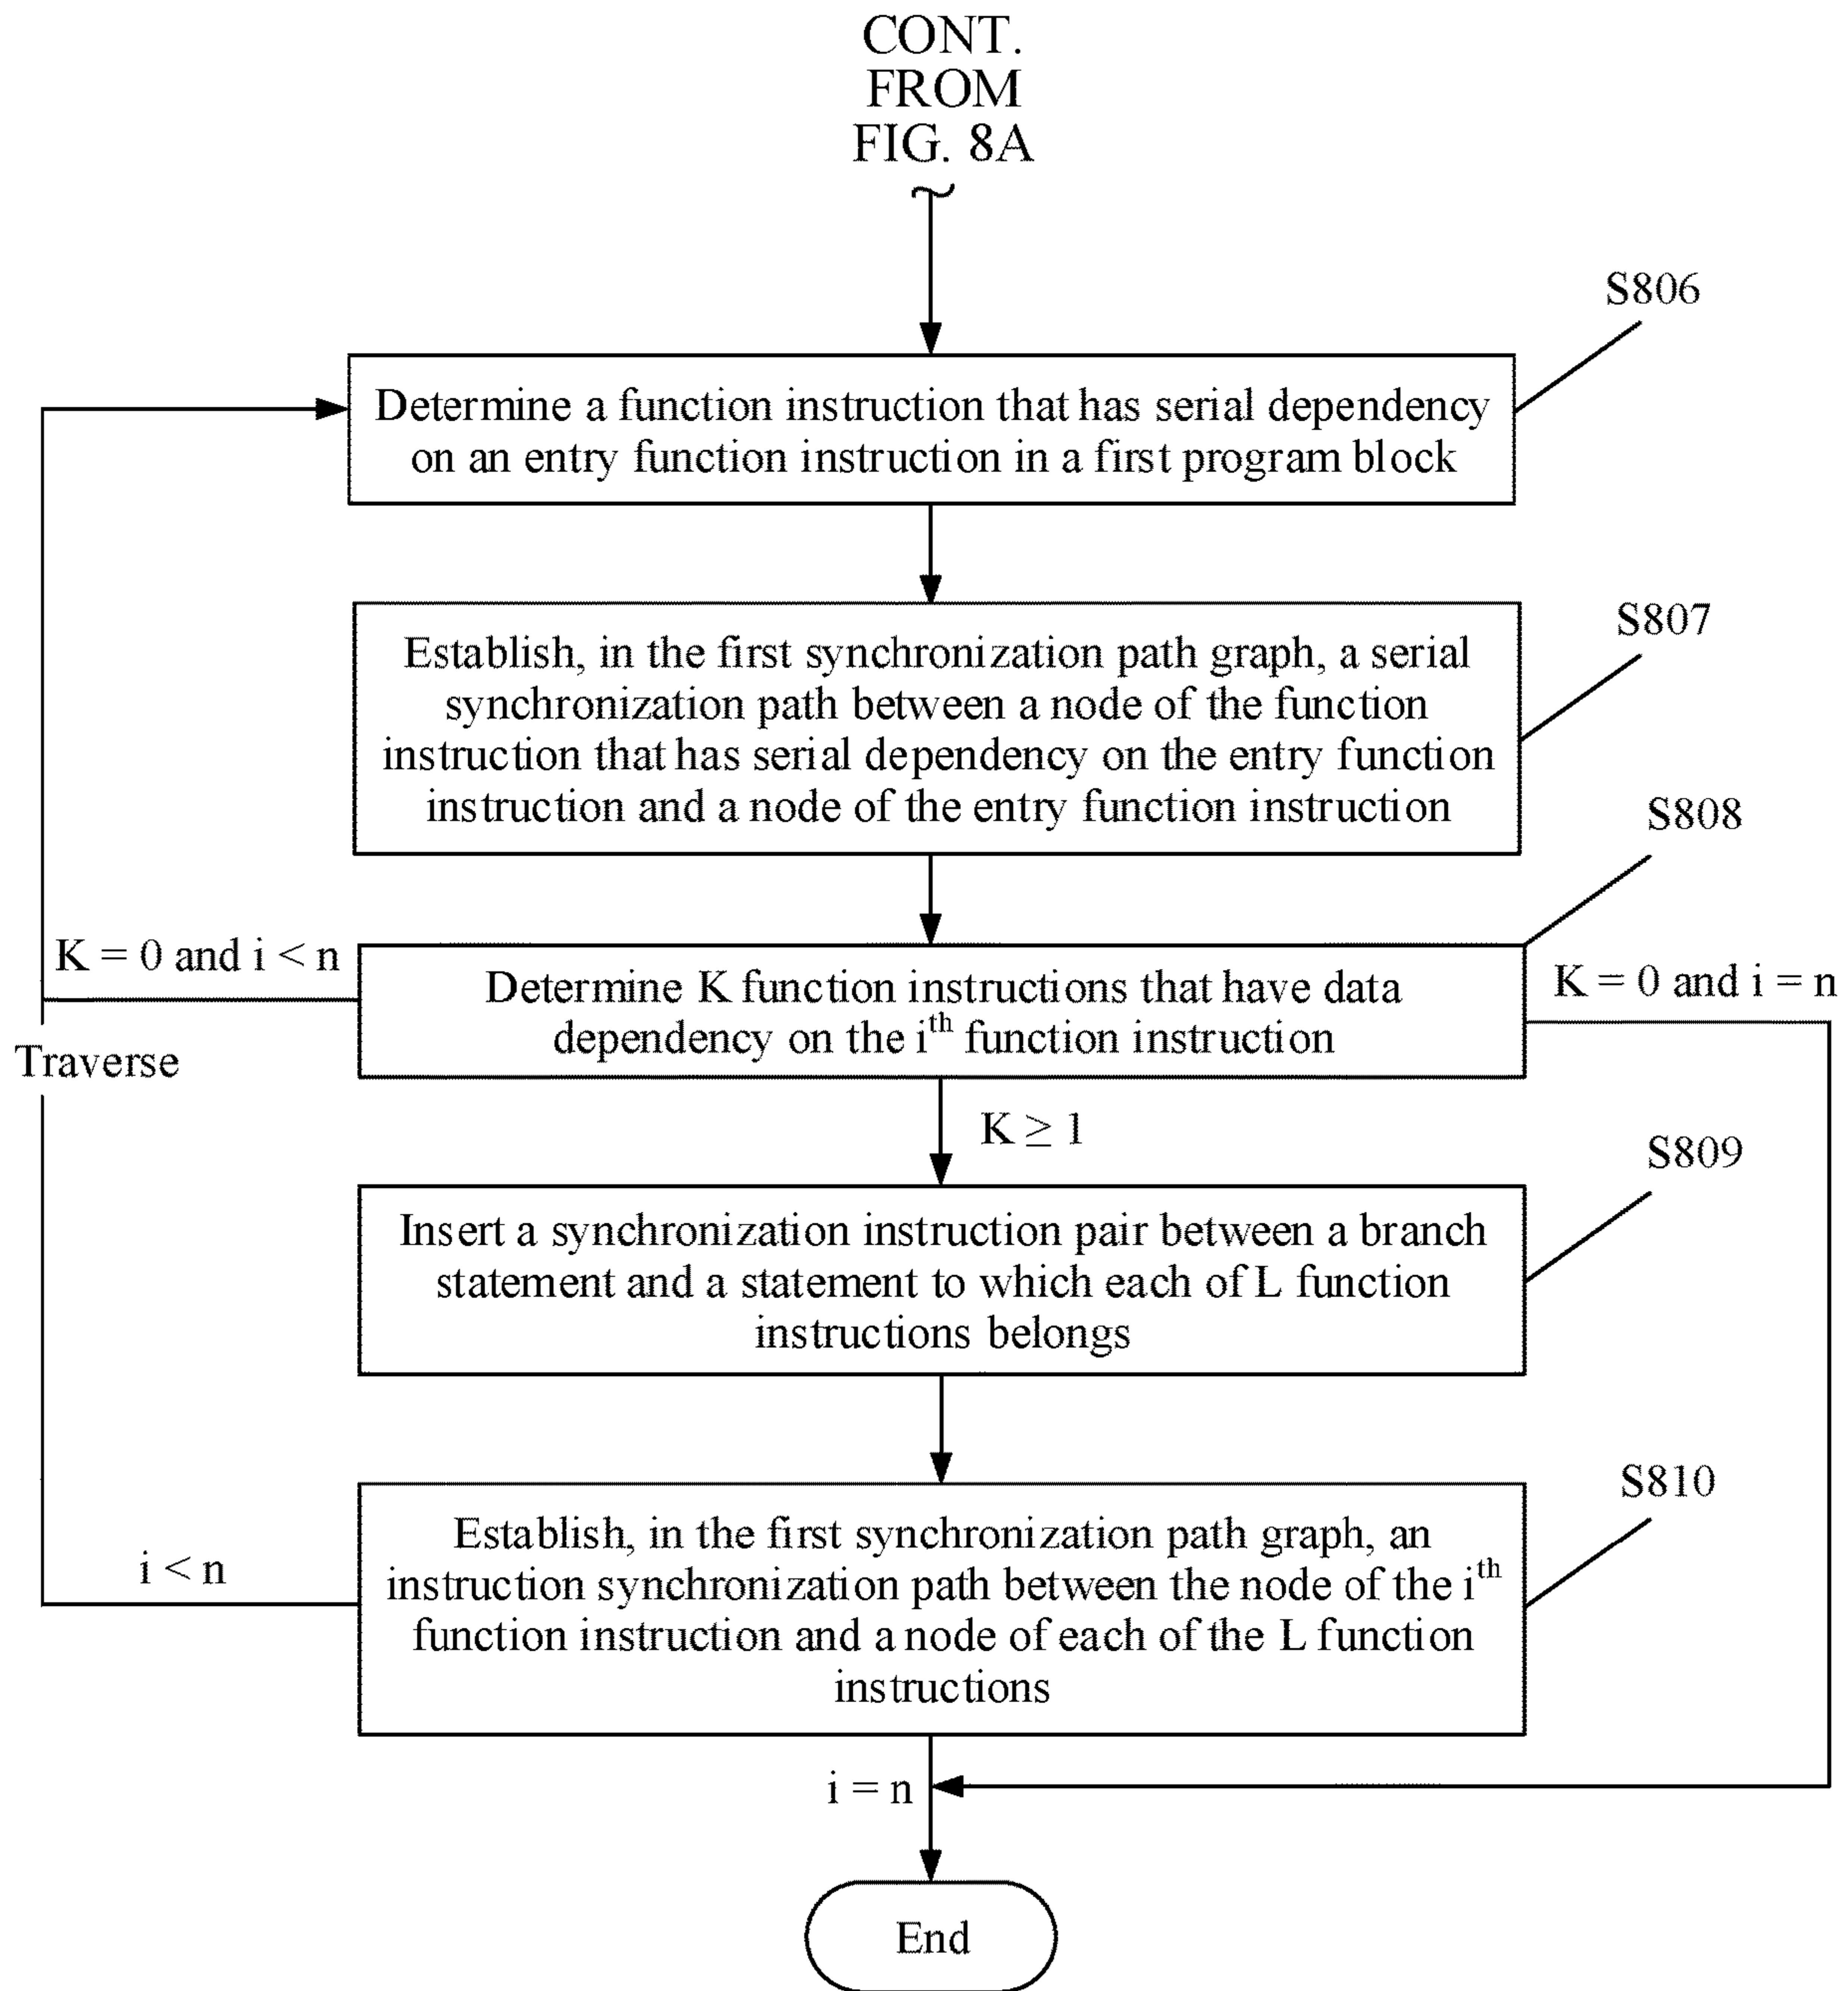 CONT.
FROM
FIG. 8A
S806
Determine a function instruction that has serial dependency
on an entry function instruction in a first program block
S807
Establish, in the first synchronization path graph, a serial
synchronization path between a node of the function
instruction that has serial dependency on the entry function
instruction and a node of the entry function instruction
S808
K = 0 and i < n
Determine K function instructions that have data
dependency on the ith function instruction
K = 0 and i = n
Traverse
K ≥ 1
S809
Insert a synchronization instruction pair between a branch
statement and a statement to which each of L function
instructions belongs
S810
Establish, in the first synchronization path graph, an
instruction synchronization path between the node of the ith
function instruction and a node of each of the L function
instructions
i < n
i = n
End